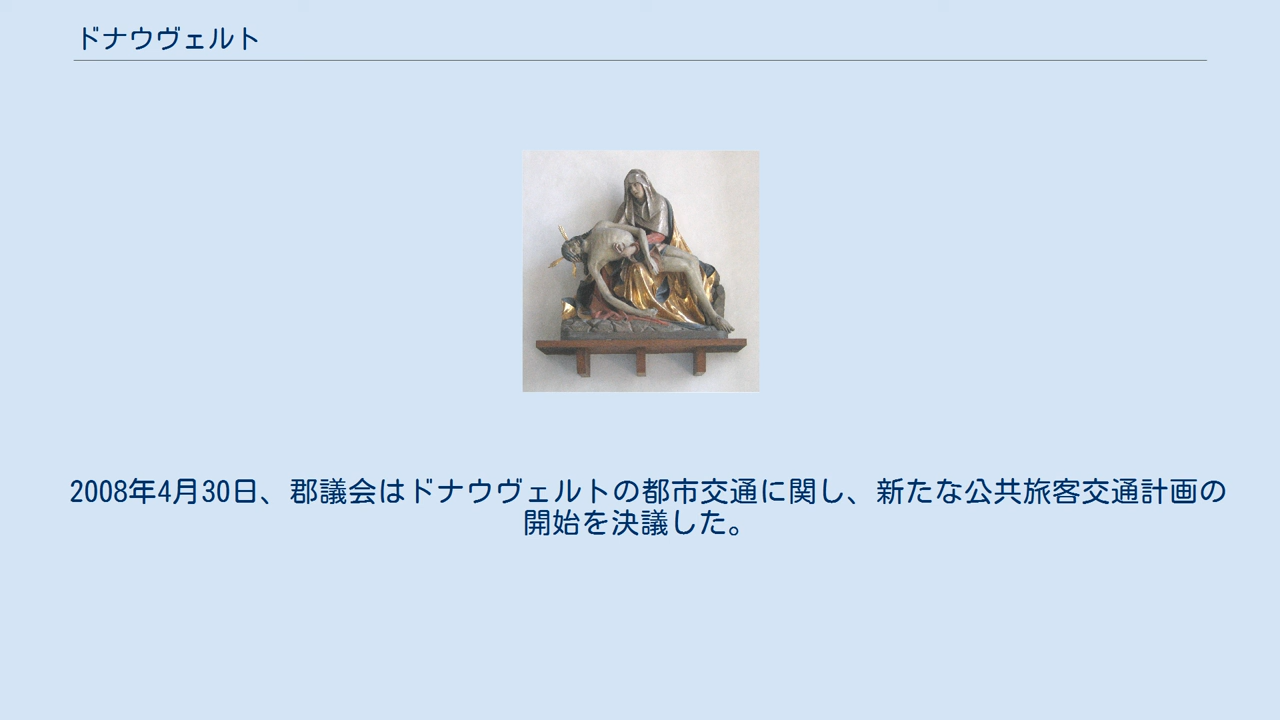 ドナウヴェルト
2008年4月30日、郡議会はドナウヴェルトの都市交通に関し、新たな公共旅客交通計画の
開始を決議した。